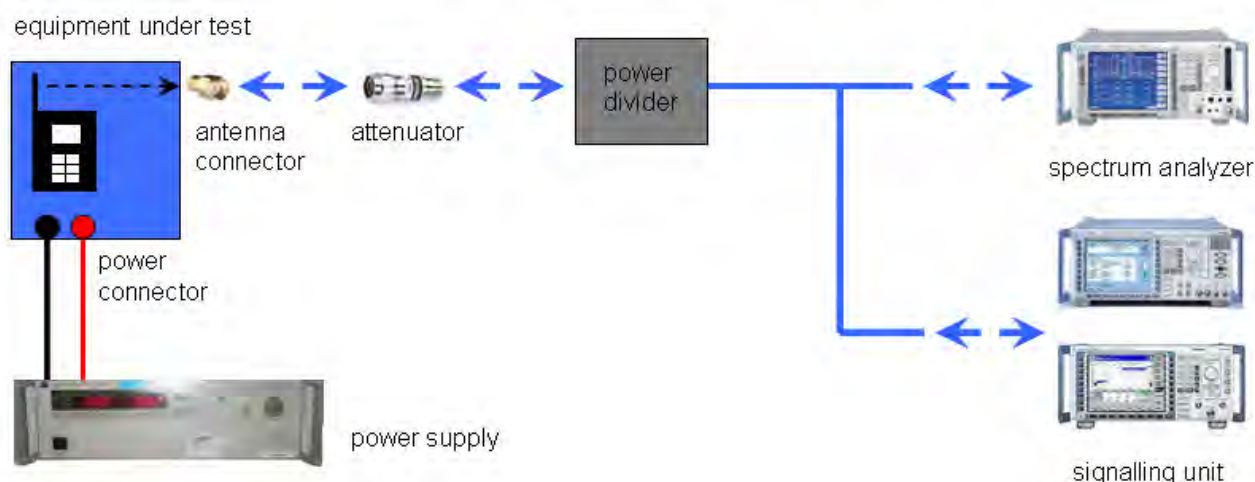 equipment under test
antenna
connector
attenuator
power
divider
spectrum analyzer
power
connector
power supply
signalling unit